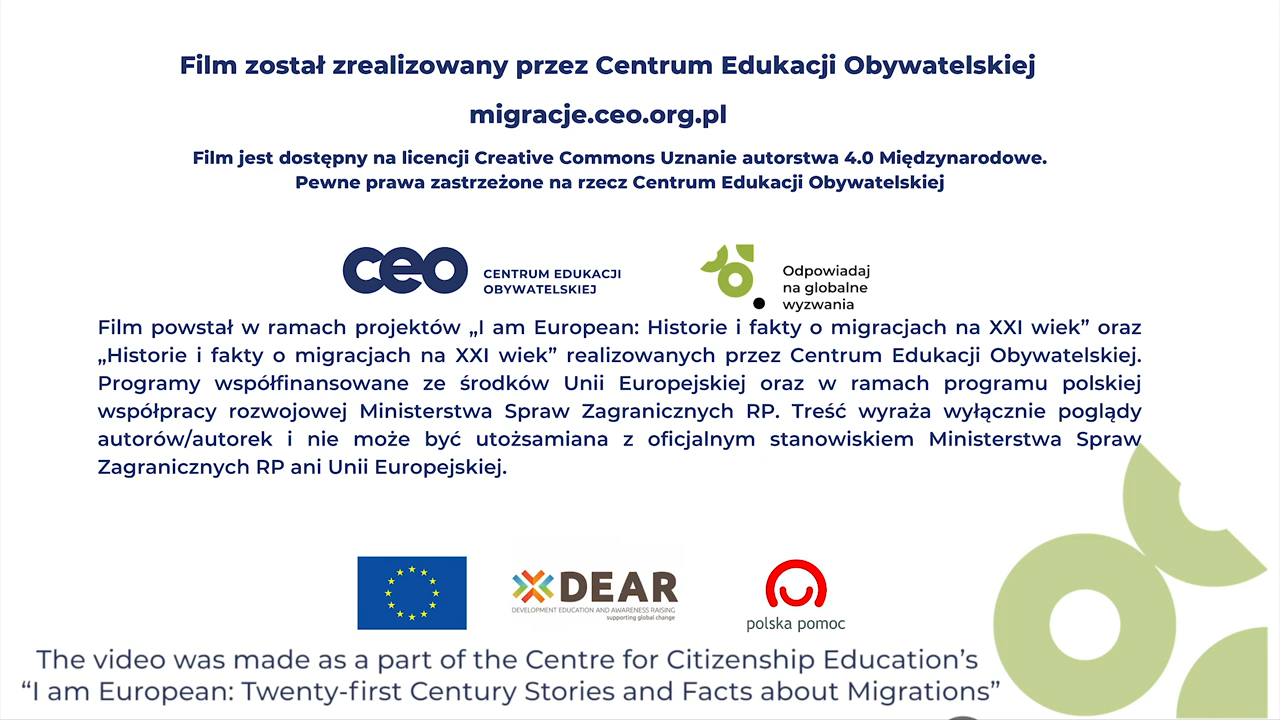 Film został zrealizowany przez Centrum Edukacji Obywatelskiej
migracje.ceo.org.pl
Film jest dostępny na licencji Creative Commons Uznanie autorstwa 4.0 Międzynarodowe.
Pewne prawa zastrzeżone na rzecz Centrum Edukacji Obywatelskiej
ceo
CENTRUM EDUKACJI
OBYWATELSKIEJ
Odpowiadaj
na globalne
wyzwania
Film powstał w ramach projektów „I am European: Historie i fakty o migracjach na XXI wiek” oraz
„Historie i fakty o migracjach na XXI wiek” realizowanych przez Centrum Edukacji Obywatelskiej.
Programy współfinansowane ze środków Unii Europejskiej oraz w ramach programu polskiej
współpracy rozwojowej Ministerstwa Spraw Zagranicznych RP. Treść wyraża wyłącznie poglądy
autorów/autorek i nie może być utożsamiana z oficjalnym stanowiskiem Ministerstwa Spraw
Zagranicznych RP ani Unii Europejskiej.
DEAR
DEVELOPMENT EDUCATION AND AWARENESS RAISING
supporting global change
polska pomoc
The video was made as a part of the Centre for Citizenship Education’s
“I am European: Twenty-first Century Stories and Facts about Migrations”